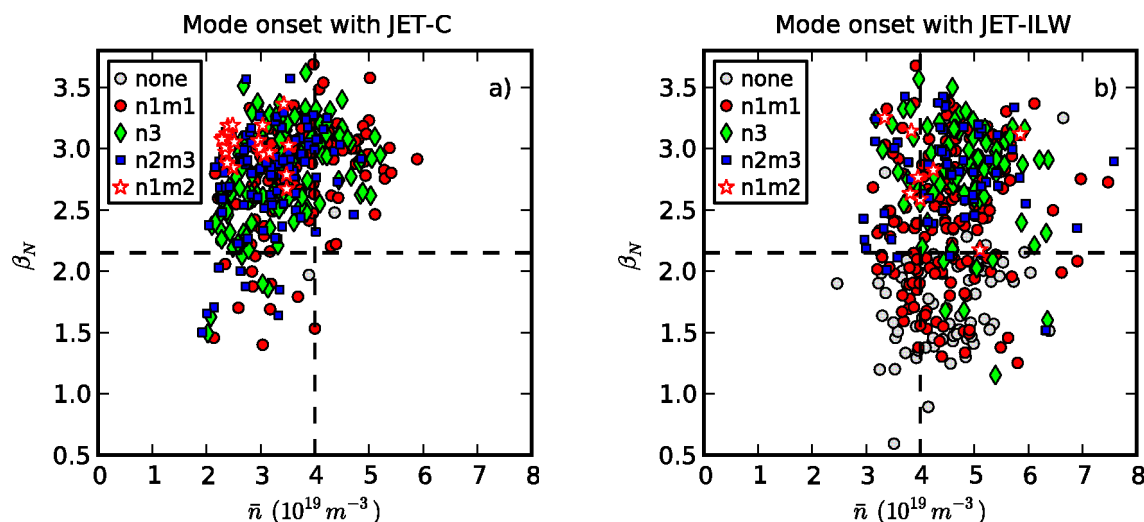 Mode onset with JET-C
a)
none
n1m1
n3
n2m3
n1m2
3.5
3.0
2.5
2.0
1.5
1.0
0.5
β_N
0 1 2 3 4 5 6 7 8
n̄ (10^19 m^−3)
Mode onset with JET-ILW
b)
none
n1m1
n3
n2m3
n1m2
3.5
3.0
2.5
2.0
1.5
1.0
0.5
β_N
0 1 2 3 4 5 6 7 8
n̄ (10^19 m^−3)